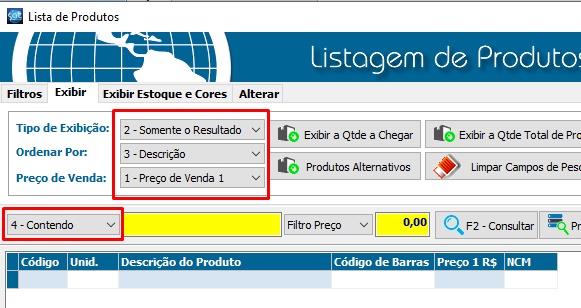 Lista de Produtos
Listagem de Produtos
Filtros Exibir Exibir Estoque e Cores Alterar
Tipo de Exibição: 2 - Somente o Resultado Exibir a Qtde a Chegar Exibir a Qtde Total de Pro
Ordenar Por: 3 - Descrição
Preço de Venda: 1 - Preço de Venda 1 Produtos Alternativos Limpar Campos de Pesq
4 - Contendo Filtro Preço 0,00 F2 - Consultar Pr
Código Unid. Descrição do Produto Código de Barras Preço 1 R$ NCM